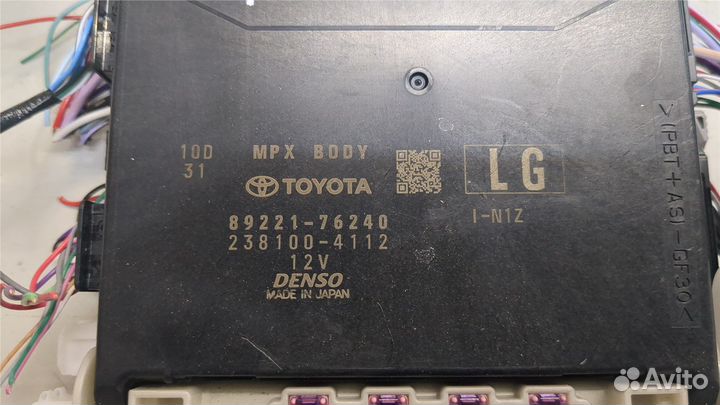 10D MPX BODY
31
TOYOTA
LG
89221-76240
I-N1Z
238100-4112
12V
DENSO
MADE IN JAPAN
>(PBT+AS)-GF30<
Avito